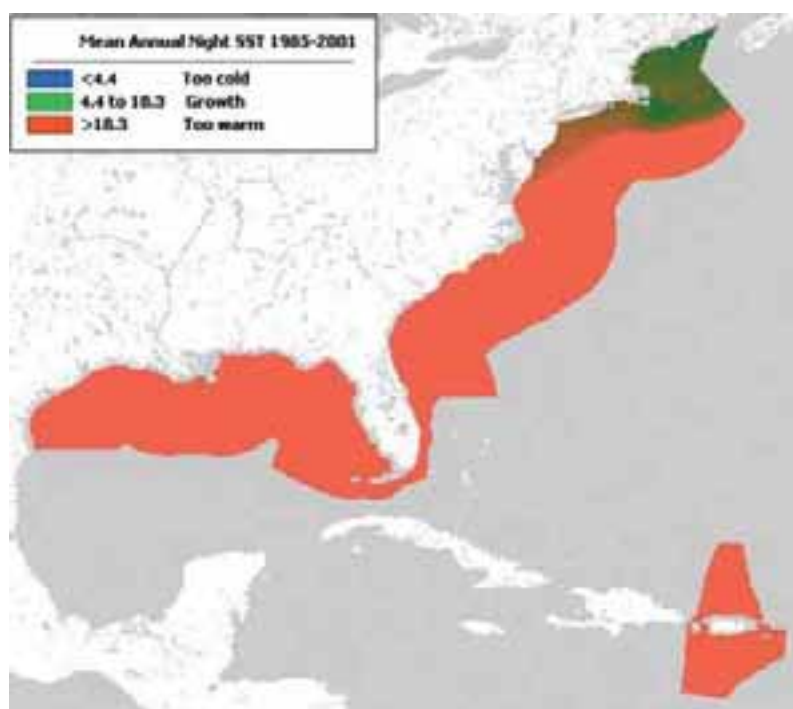 Mean Annual Night SST 1985-2001
<4.4 Too cold
4.4 to 18.3 Growth
>18.3 Too warm